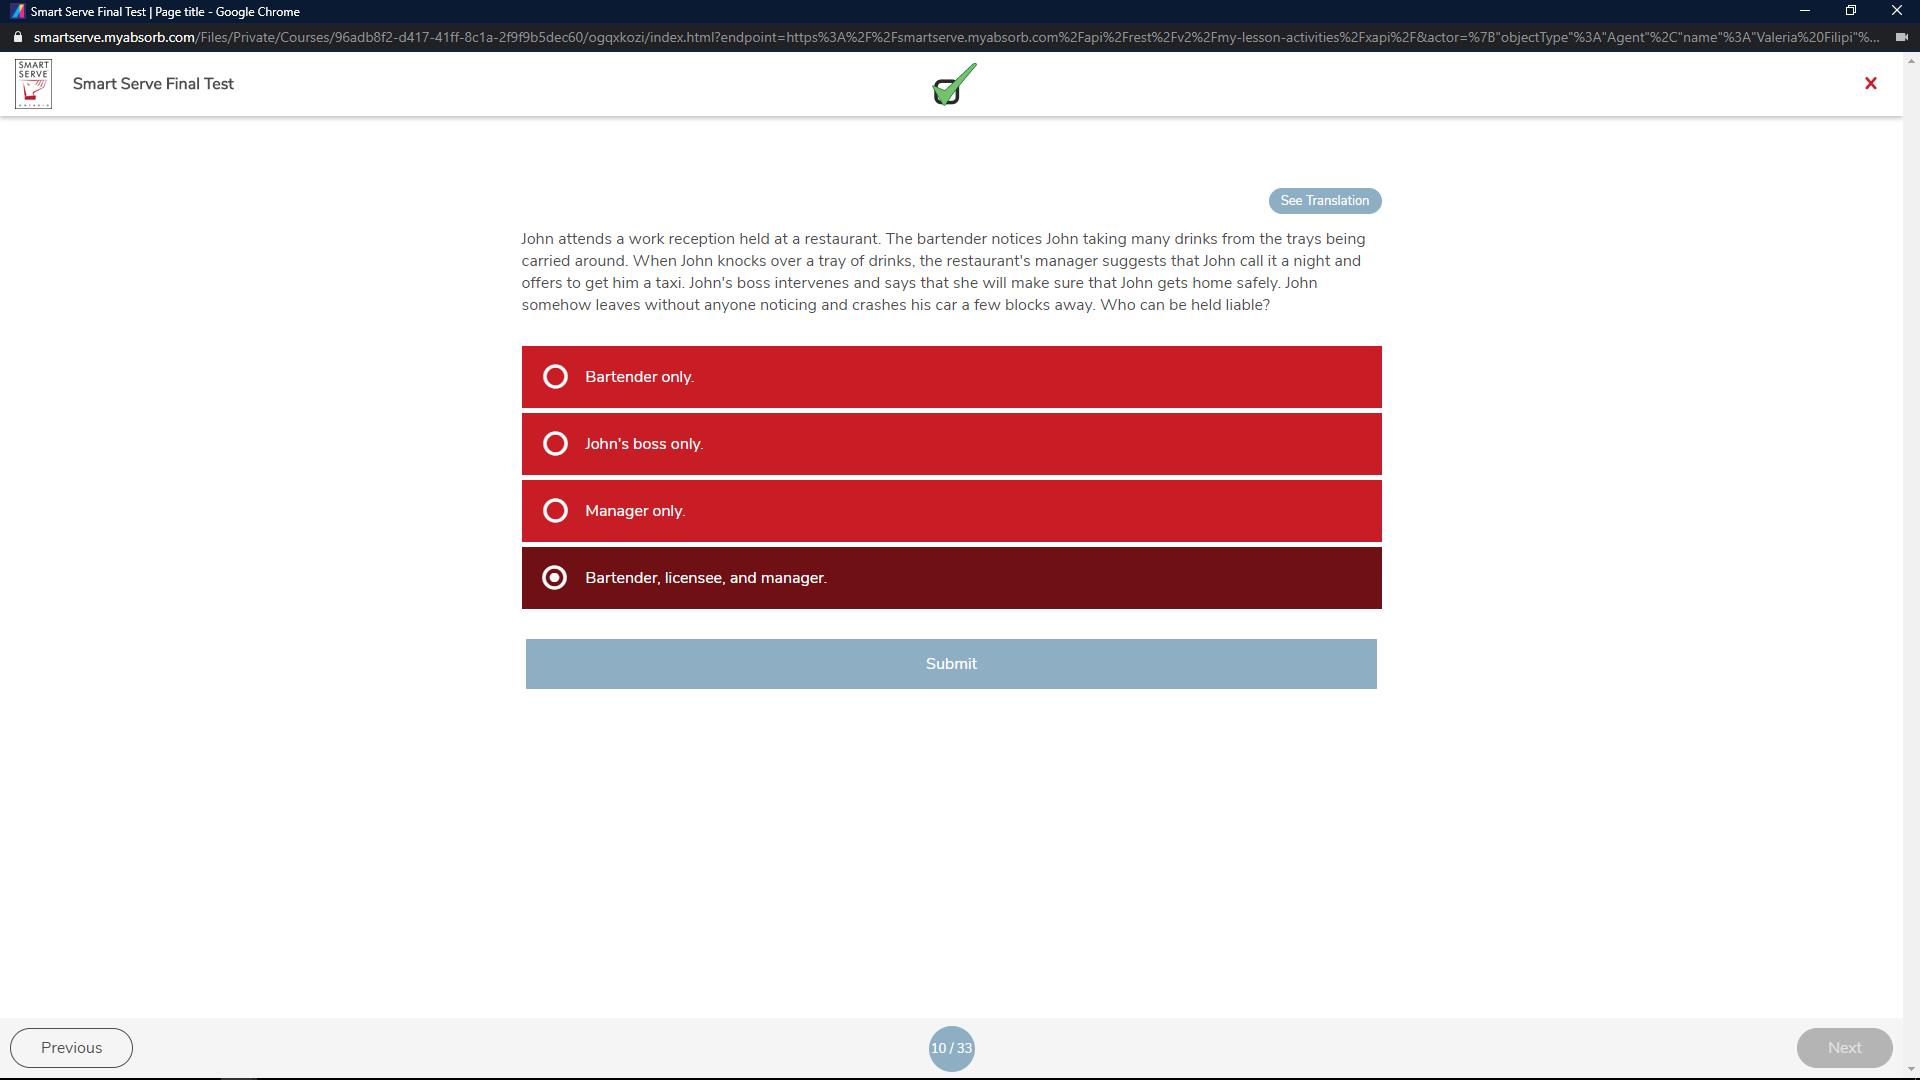 Smart Serve Final Test | Page title - Google Chrome
smartserve.myabsorb.com/Files/Private/Courses/96adb8f2-d417-41ff-8c1a-2f9f9b5dec60/ogqxkozi/index.html?endpoint=https%3A%2F%2Fsmartserve.myabsorb.com%2Fapi%2Frest%2Fv2%2Fmy-lesson-activities%2Fxapi%2F&actor=%7B"objectType"%3A"Agent"%2C"name"%3A"Valeria%20Filipi"%...
SMART
SERVE
ONTARIO
Smart Serve Final Test
See Translation
John attends a work reception held at a restaurant. The bartender notices John taking many drinks from the trays being
carried around. When John knocks over a tray of drinks, the restaurant's manager suggests that John call it a night and
offers to get him a taxi. John's boss intervenes and says that she will make sure that John gets home safely. John
somehow leaves without anyone noticing and crashes his car a few blocks away. Who can be held liable?
Bartender only.
John's boss only.
Manager only.
Bartender, licensee, and manager.
Submit
Previous
10 / 33
Next